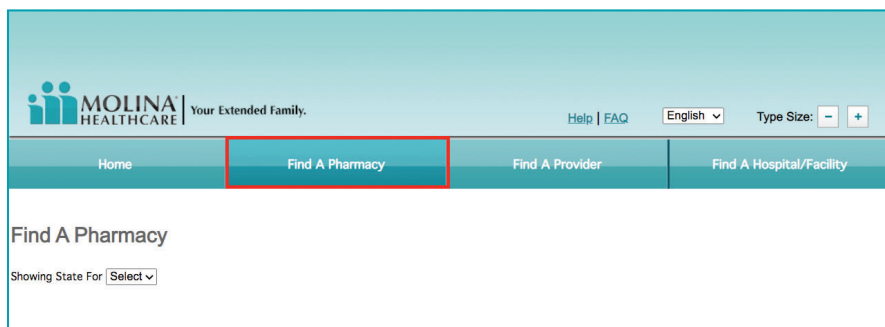 MOLINA
HEALTHCARE
Your Extended Family.
Help | FAQ
English
Type Size: - +
Home
Find A Pharmacy
Find A Provider
Find A Hospital/Facility
Find A Pharmacy
Showing State For Select